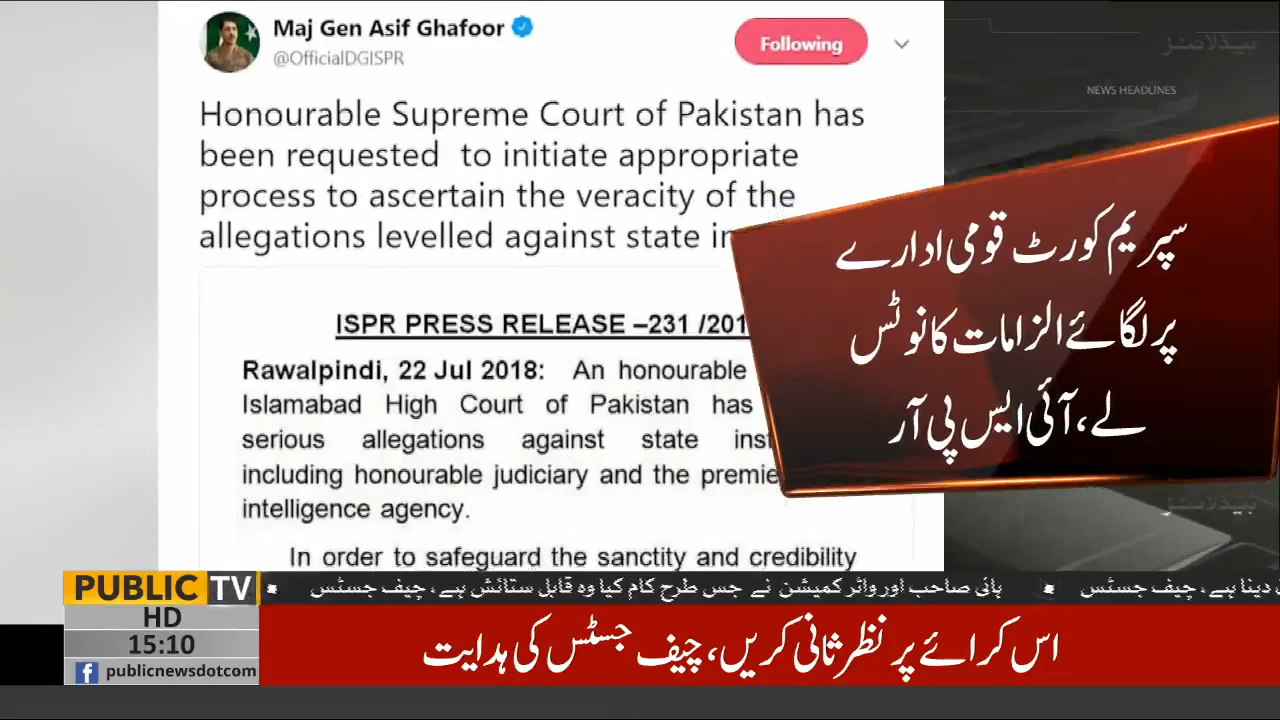 Maj Gen Asif Ghafoor
@OfficialDGISPR
Following
Honourable Supreme Court of Pakistan has
been requested to initiate appropriate
process to ascertain the veracity of the
allegations levelled against state in
ISPR PRESS RELEASE –231 /201
Rawalpindi, 22 Jul 2018: An honourable
Islamabad High Court of Pakistan has
serious allegations against state inst
including honourable judiciary and the premie
intelligence agency.
In order to safeguard the sanctity and credibility
ہیڈلائنز
NEWS HEADLINES
سپریم کورٹ قومی ادارے
پر لگائے الزامات کا نوٹس
لے، آئی ایس پی آر
ہیڈلائنز
PUBLIC TV
HD
15:10
f publicnewsdotcom
دینا ہے، چیف جسٹس ہانی صاحب اور واٹر کمیشن نے جس طرح کام کیا وہ قابل ستائش ہے، چیف جسٹس
اس کرائے پر نظر ثانی کریں، چیف جسٹس کی ہدایت